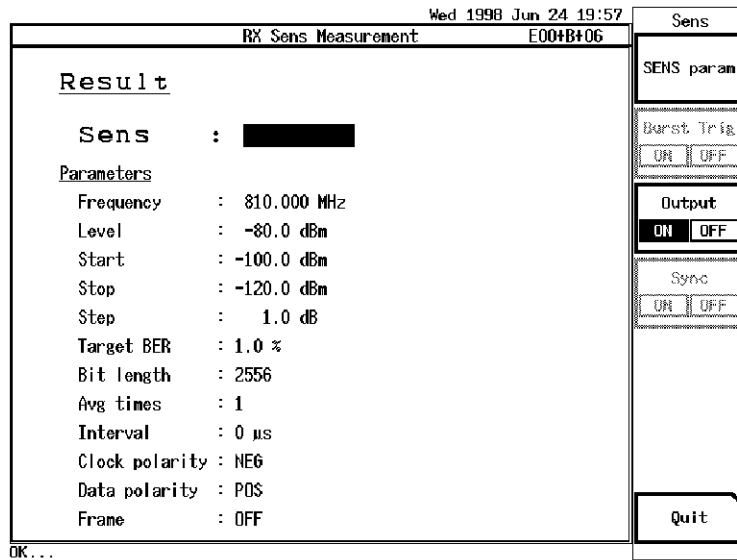 Wed 1998 Jun 24 19:57
RX Sens Measurement E00+B+06
Result
Sens :
Parameters
Frequency : 810.000 MHz
Level : -80.0 dBm
Start : -100.0 dBm
Stop : -120.0 dBm
Step : 1.0 dB
Target BER : 1.0 %
Bit length : 2556
Avg times : 1
Interval : 0 µs
Clock polarity : NEG
Data polarity : POS
Frame : OFF
OK...
Sens
SENS param
Burst Trig
ON OFF
Output
ON OFF
Sync
ON OFF
Quit